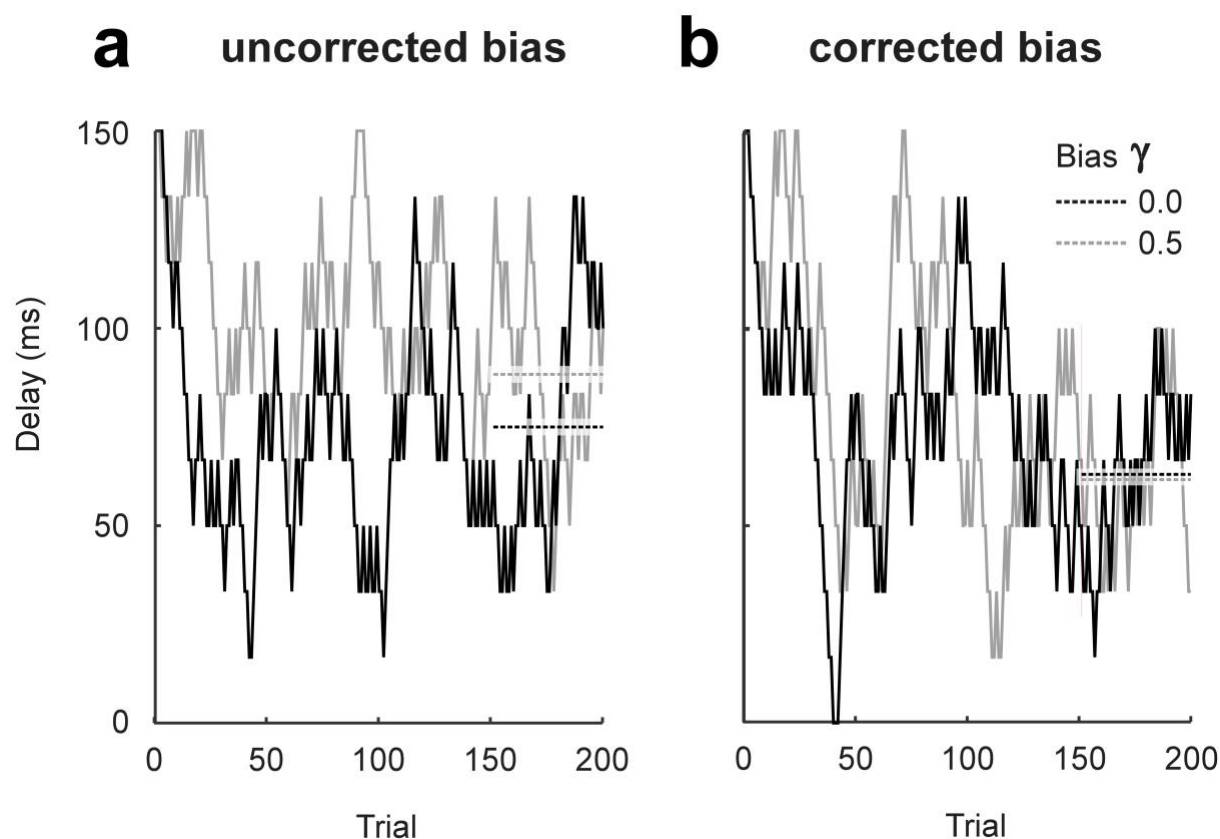 a uncorrected bias
b corrected bias
Delay (ms)
150
100
50
0
0 50 100 150 200
Trial
Bias γ
0.0
0.5
0 50 100 150 200
Trial